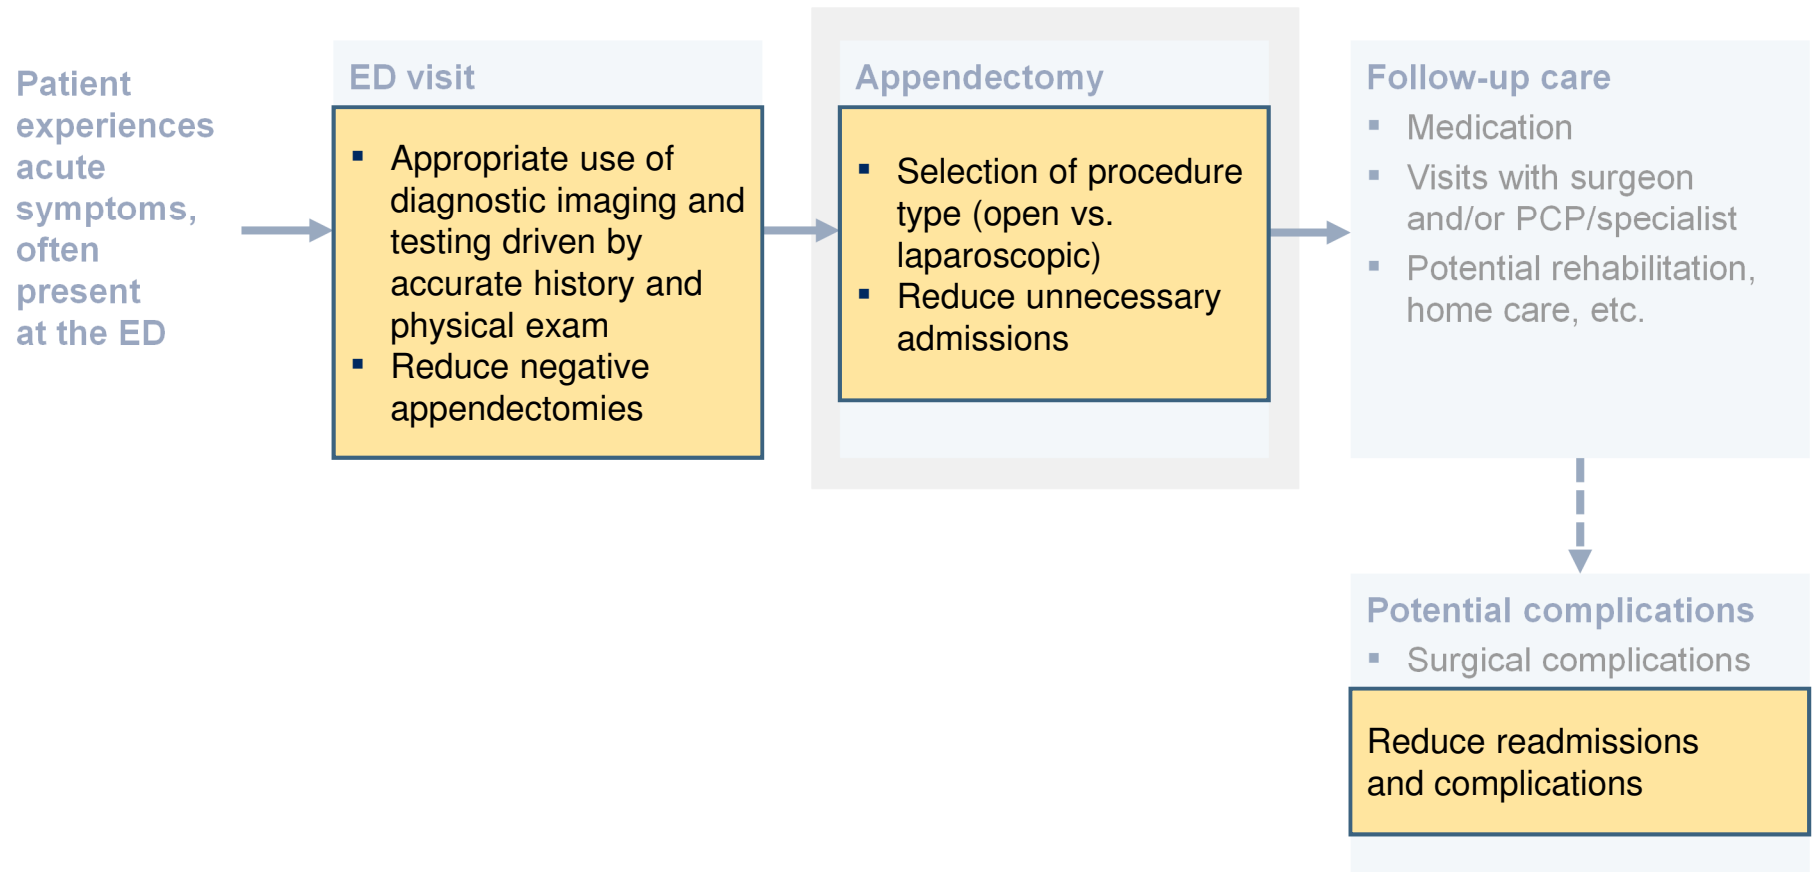 Patient
experiences
acute
symptoms,
often
present
at the ED
ED visit
▪ Appropriate use of
diagnostic imaging and
testing driven by
accurate history and
physical exam
▪ Reduce negative
appendectomies
Appendectomy
▪ Selection of procedure
type (open vs.
laparoscopic)
▪ Reduce unnecessary
admissions
Follow-up care
▪ Medication
▪ Visits with surgeon
and/or PCP/specialist
▪ Potential rehabilitation,
home care, etc.
Potential complications
▪ Surgical complications
Reduce readmissions
and complications